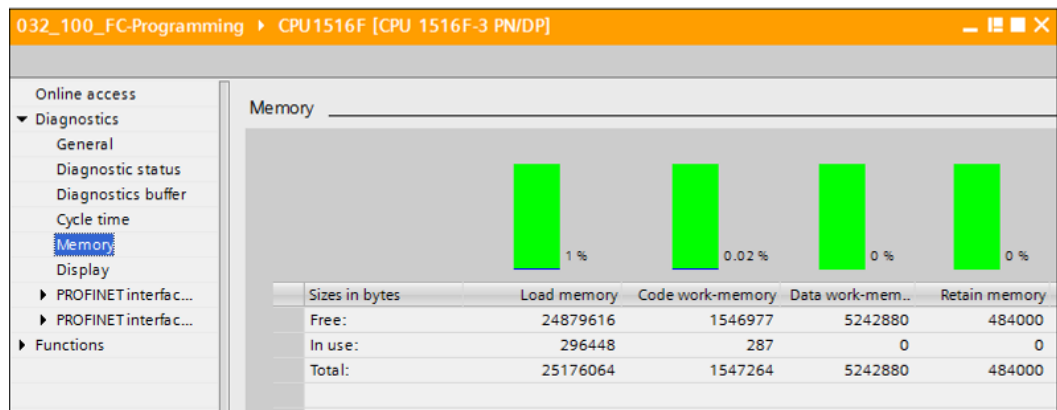 032_100_FC-Programming ▸ CPU1516F [CPU 1516F-3 PN/DP]
Online access
Diagnostics
General
Diagnostic status
Diagnostics buffer
Cycle time
Memory
Display
PROFINET interfac...
PROFINET interfac...
Functions
Memory
1 % 0.02 % 0 % 0 %
Sizes in bytes Load memory Code work-memory Data work-mem.. Retain memory
Free: 24879616 1546977 5242880 484000
In use: 296448 287 0 0
Total: 25176064 1547264 5242880 484000